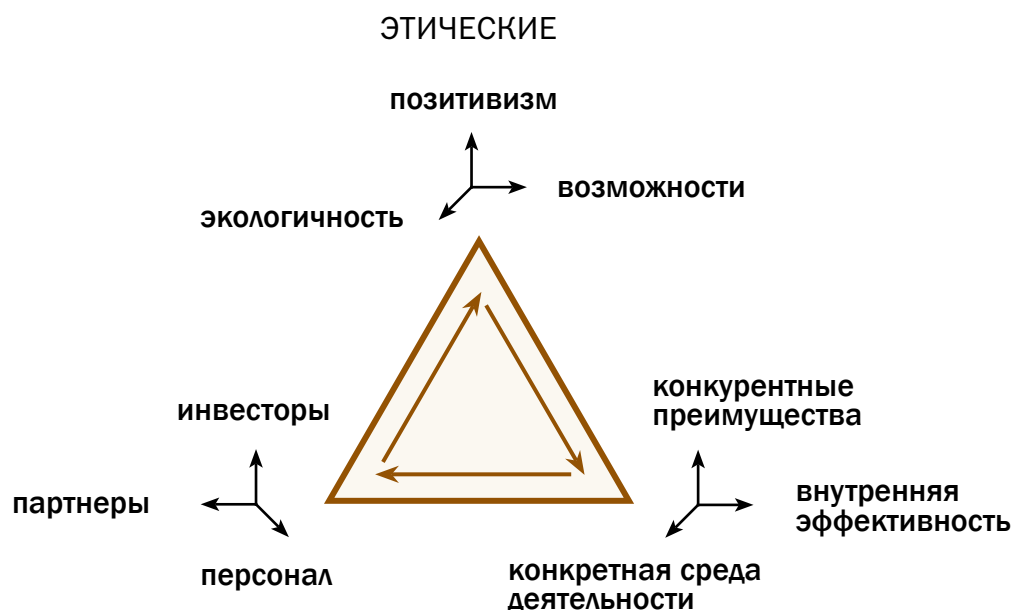 ЭТИЧЕСКИЕ
позитивизм
возможности
экологичность
конкурентные
преимущества
инвесторы
партнеры
внутренняя
эффективность
персонал
конкретная среда
деятельности